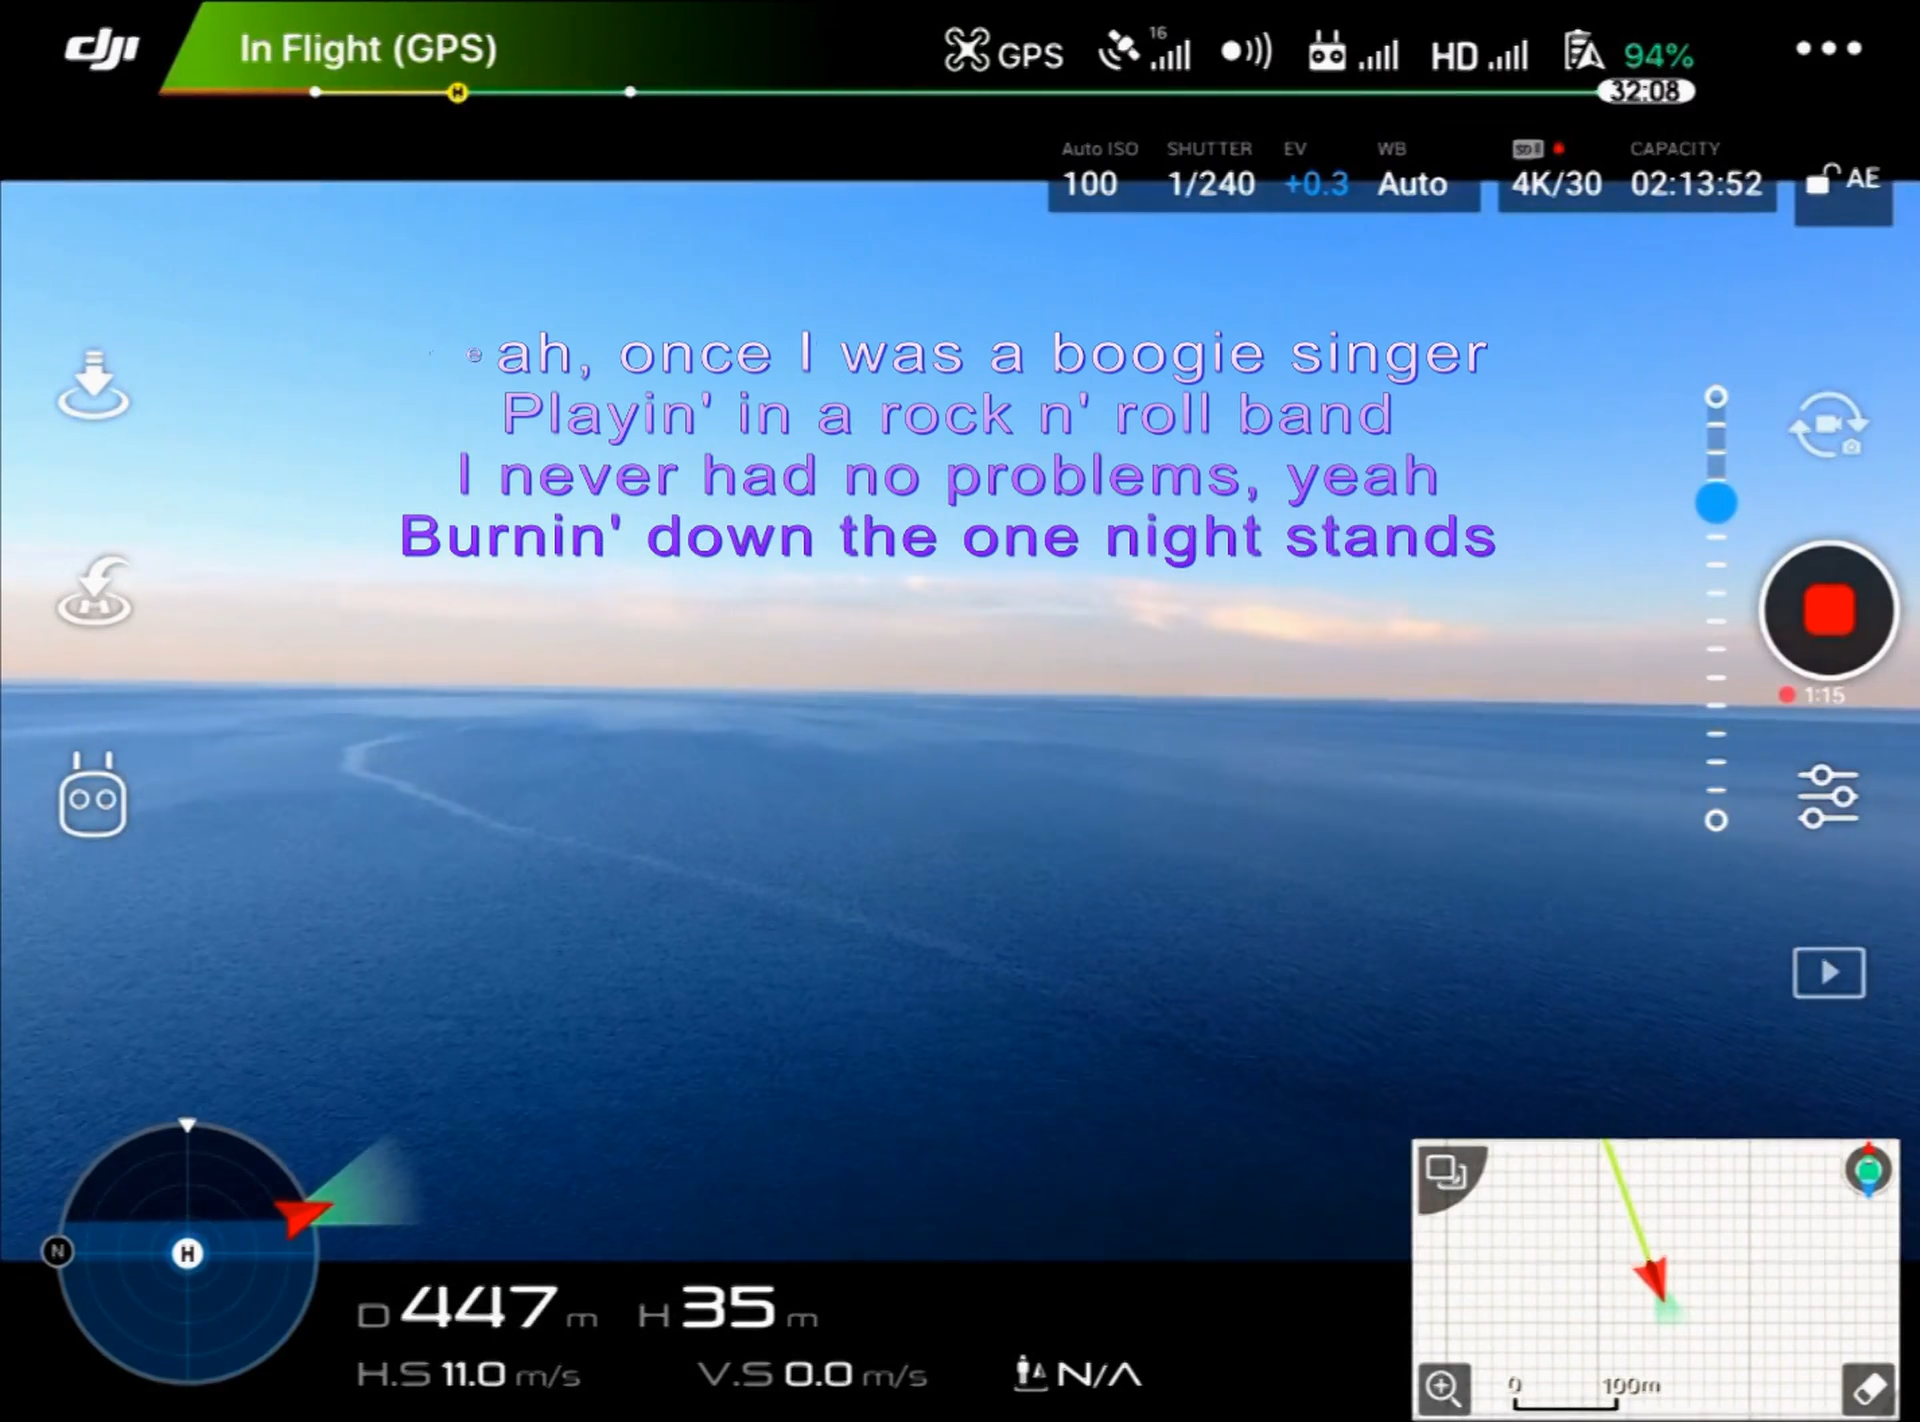 dji In Flight (GPS) GPS 16 HD 94%
H 32:08
Auto ISO SHUTTER EV WB SD CAPACITY
100 1/240 +0.3 Auto 4K/30 02:13:52 AE
ah, once I was a boogie singer
Playin' in a rock n' roll band
I never had no problems, yeah
Burnin' down the one night stands
1:15
N H
D 447 m H 35 m
H.S 11.0 m/s V.S 0.0 m/s N/A
0 100m